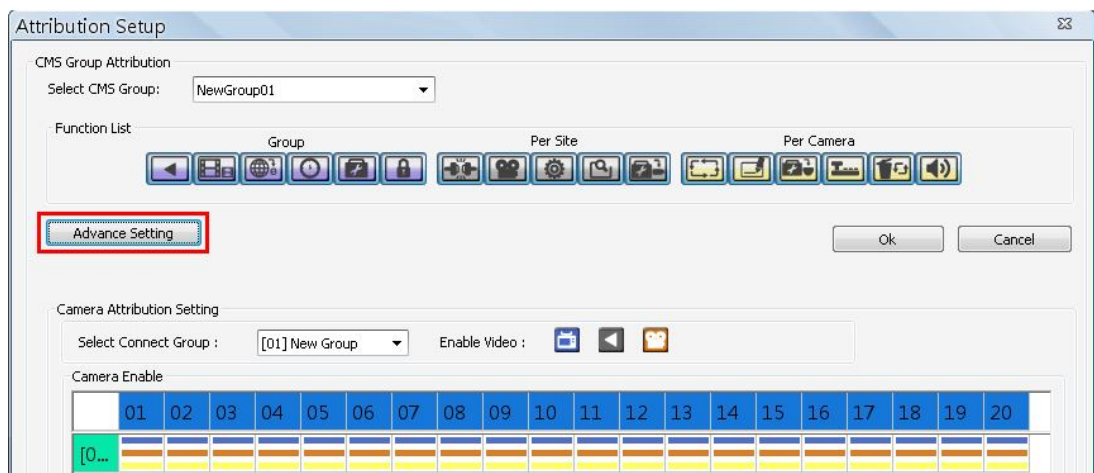 Attribution Setup
CMS Group Attribution
Select CMS Group: NewGroup01
Function List
Group Per Site Per Camera
Advance Setting
Ok Cancel
Camera Attribution Setting
Select Connect Group : [01] New Group Enable Video :
Camera Enable
01 02 03 04 05 06 07 08 09 10 11 12 13 14 15 16 17 18 19 20
[0...